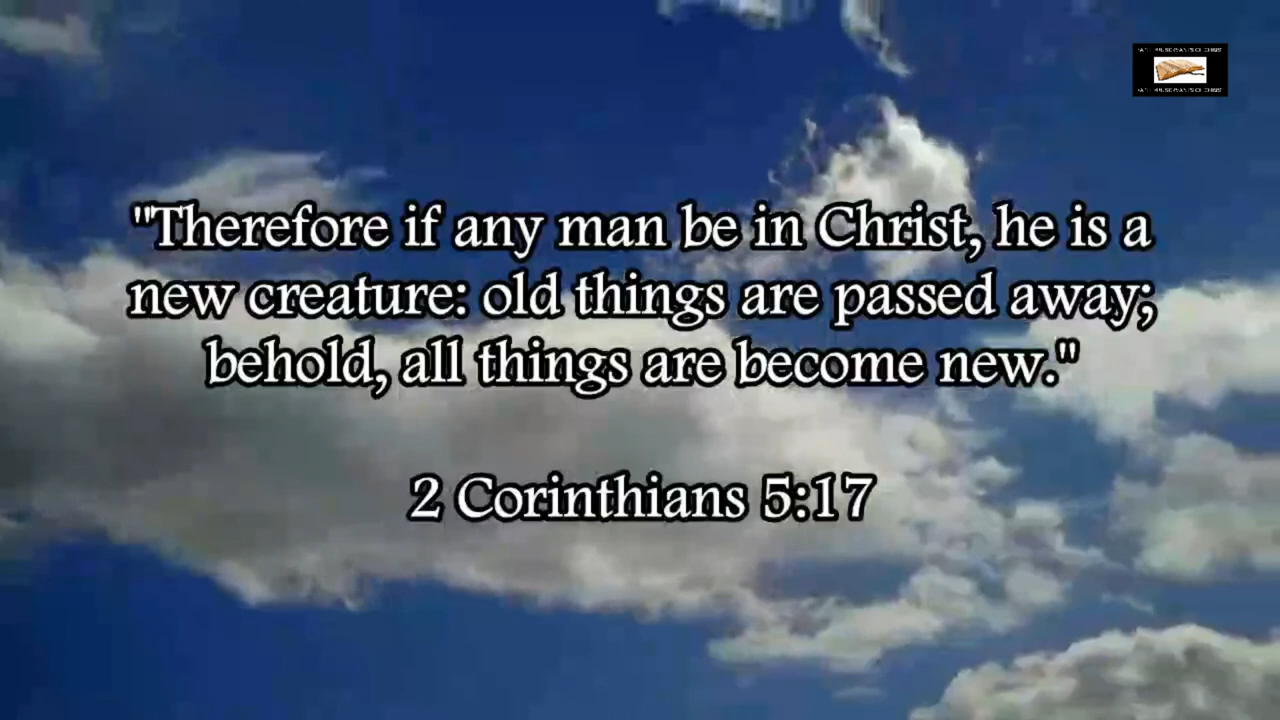 "Therefore if any man be in Christ, he is a
new creature: old things are passed away;
behold, all things are become new."
2 Corinthians 5:17